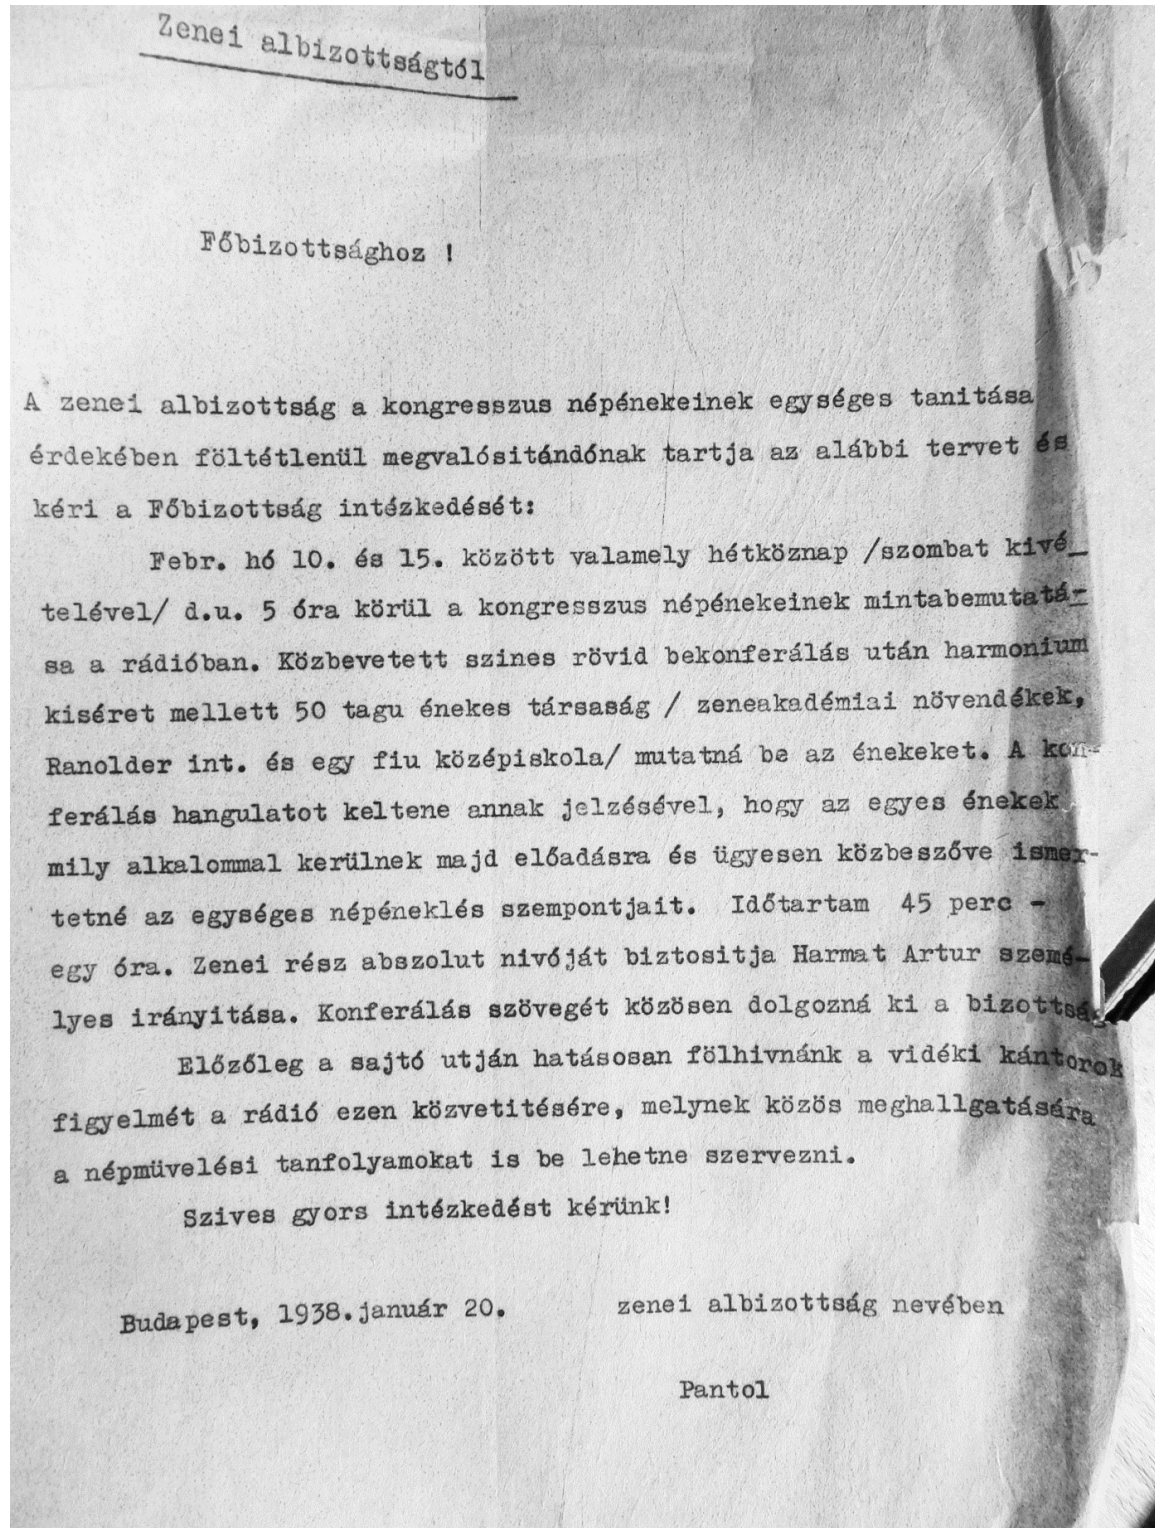 Zenei albizottságtól
Főbizottsághoz !
A zenei albizottság a kongresszus népénekeinek egységes tanitása
érdekében föltétlenül megvalósitándónak tartja az alábbi tervet és
kéri a Főbizottság intézkedését:
Febr. hó 10. és 15. között valamely hétköznap /szombat kivé_
telével/ d.u. 5 óra körül a kongresszus népénekeinek mintabemutatá-
sa a rádióban. Közbevetett szines rövid bekonferálás után harmonium
kiséret mellett 50 tagu énekes társaság / zeneakadémiai növendékek,
Ranolder int. és egy fiu középiskola/ mutatná be az énekeket. A kon-
ferálás hangulatot keltene annak jelzésével, hogy az egyes énekek
mily alkalommal kerülnek majd előadásra és ügyesen közbeszőve ismer-
tetné az egységes népéneklés szempontjait. Időtartam 45 perc -
egy óra. Zenei rész abszolut nivóját biztositja Harmat Artur szemé-
lyes irányitása. Konferálás szövegét közösen dolgozná ki a bizottság
Előzőleg a sajtó utján hatásosan fölhivnánk a vidéki kántorok
figyelmét a rádió ezen közvetitésére, melynek közös meghallgatására
a népmüvelési tanfolyamokat is be lehetne szervezni.
Szives gyors intézkedést kérünk!
Budapest, 1938.január 20. zenei albizottság nevében
Pantol